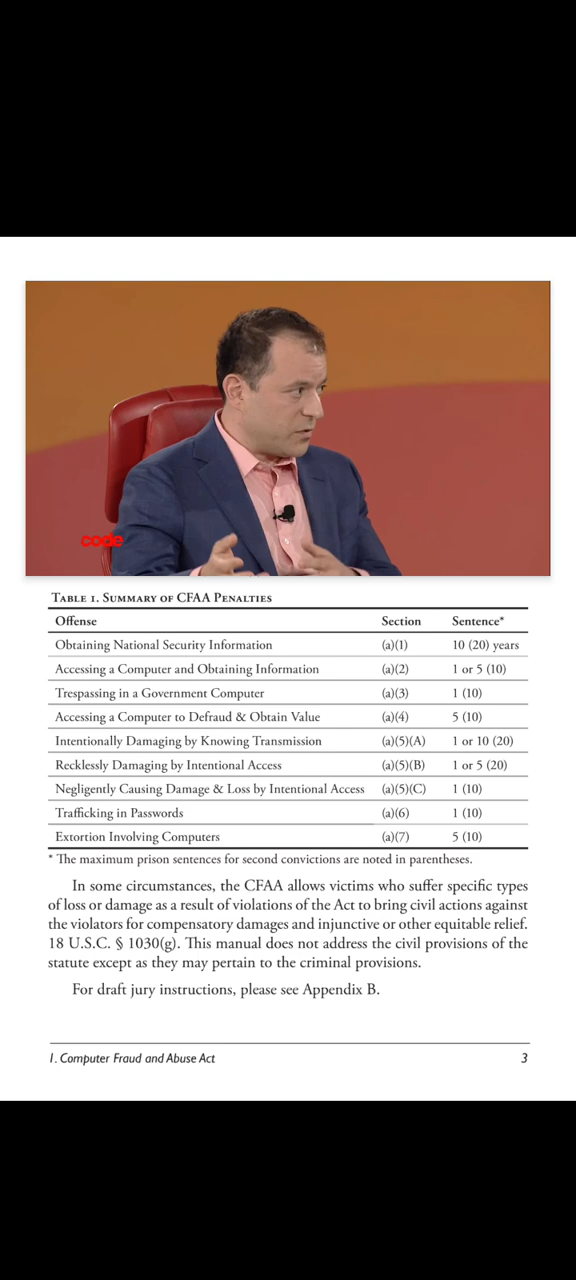 code
TABLE 1. SUMMARY OF CFAA PENALTIES
Offense Section Sentence*
Obtaining National Security Information (a)(1) 10 (20) years
Accessing a Computer and Obtaining Information (a)(2) 1 or 5 (10)
Trespassing in a Government Computer (a)(3) 1 (10)
Accessing a Computer to Defraud & Obtain Value (a)(4) 5 (10)
Intentionally Damaging by Knowing Transmission (a)(5)(A) 1 or 10 (20)
Recklessly Damaging by Intentional Access (a)(5)(B) 1 or 5 (20)
Negligently Causing Damage & Loss by Intentional Access (a)(5)(C) 1 (10)
Trafficking in Passwords (a)(6) 1 (10)
Extortion Involving Computers (a)(7) 5 (10)
* The maximum prison sentences for second convictions are noted in parentheses.
In some circumstances, the CFAA allows victims who suffer specific types
of loss or damage as a result of violations of the Act to bring civil actions against
the violators for compensatory damages and injunctive or other equitable relief.
18 U.S.C. § 1030(g). This manual does not address the civil provisions of the
statute except as they may pertain to the criminal provisions.
For draft jury instructions, please see Appendix B.
1. Computer Fraud and Abuse Act 3